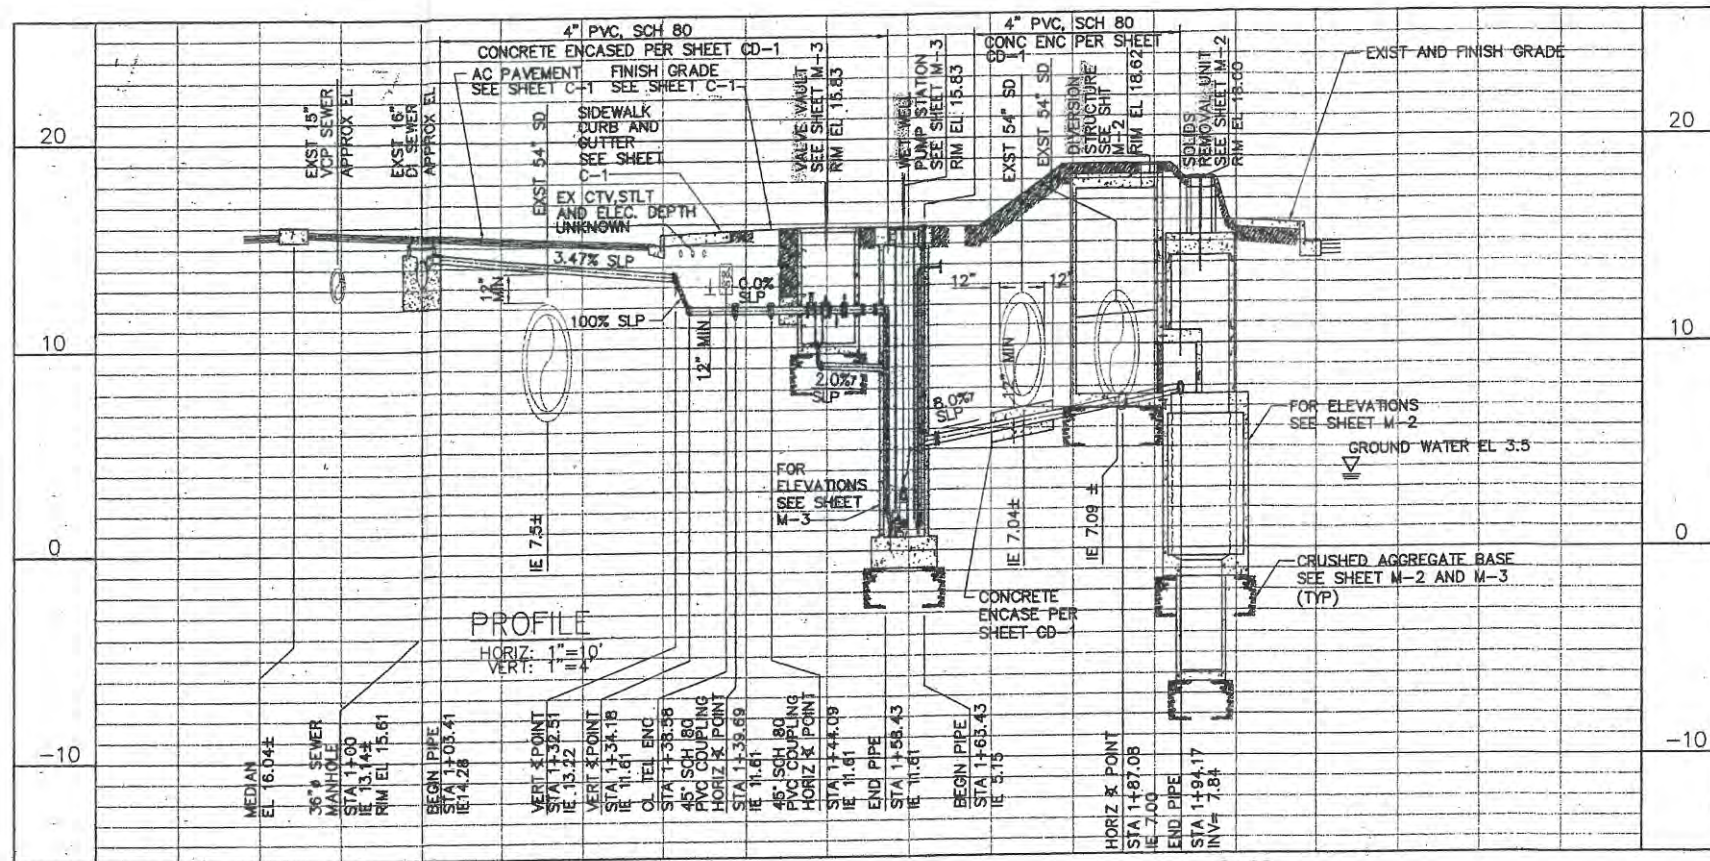 4" PVC, SCH 80
CONCRETE ENCASED PER SHEET CD-1
4" PVC, SCH 80
CONC ENC PER SHEET
CD-1
AC PAVEMENT
SEE SHEET C-1
FINISH GRADE
SEE SHEET C-1
EXIST AND FINISH GRADE
EXST 15"
VCP SEWER
APPROX EL
EXST 16"
CI SEWER
APPROX EL
EXST 54" SD
SIDEWALK
CURB AND
GUTTER
SEE SHEET
C-1
EX CTV,STLT
AND ELEC. DEPTH
UNKNOWN
VALVE VAULT
SEE SHEET M-3
RIM EL 15.83
WET WELL
PUMP STATION
SEE SHEET M-3
RIM EL 15.83
EXST 54" SD
EXST 54" SD
DIVERSION
STRUCTURE
SEE SHT
M-2
RIM EL 18.62
SOLIDS
REMOVAL UNIT
SEE SHEET M-2
RIM EL 18.00
20
20
10
10
0
0
-10
-10
3.47% SLP
12"
MIN
100% SLP
0.0%
SLP
12" MIN
2.0%
SLP
12"
12"
12" MIN
8.0%
SLP
FOR
ELEVATIONS
SEE SHEET
M-3
FOR ELEVATIONS
SEE SHEET M-2
GROUND WATER EL 3.5
IE 7.5±
IE 7.04±
IE 7.09 ±
CRUSHED AGGREGATE BASE
SEE SHEET M-2 AND M-3
(TYP)
CONCRETE
ENCASE PER
SHEET CD-1
PROFILE
HORIZ: 1"=10'
VERT: 1"=4'
MEDIAN
EL 16.04±
36"ø SEWER
MANHOLE
STA 1+00
IE 13.14±
RIM EL 15.61
BEGIN PIPE
STA 1+03.41
IE14.28
VERT ∡POINT
STA 1+32.51
IE 13.22
VERT ∡POINT
STA 1+34.18
IE 11.61
CL TEL ENC
STA 1+38.58
45° SCH 80
PVC COUPLING
HORIZ ∡ POINT
STA 1+39.69
IE 11.61
45° SCH 80
PVC COUPLING
HORIZ ∡ POINT
STA 1+44.09
IE 11.61
END PIPE
STA 1+58.43
IE 11.61
BEGIN PIPE
STA 1+63.43
IE 5.15
HORIZ ∡ POINT
STA 1+87.08
IE 7.00
END PIPE
STA 1+94.17
INV= 7.84